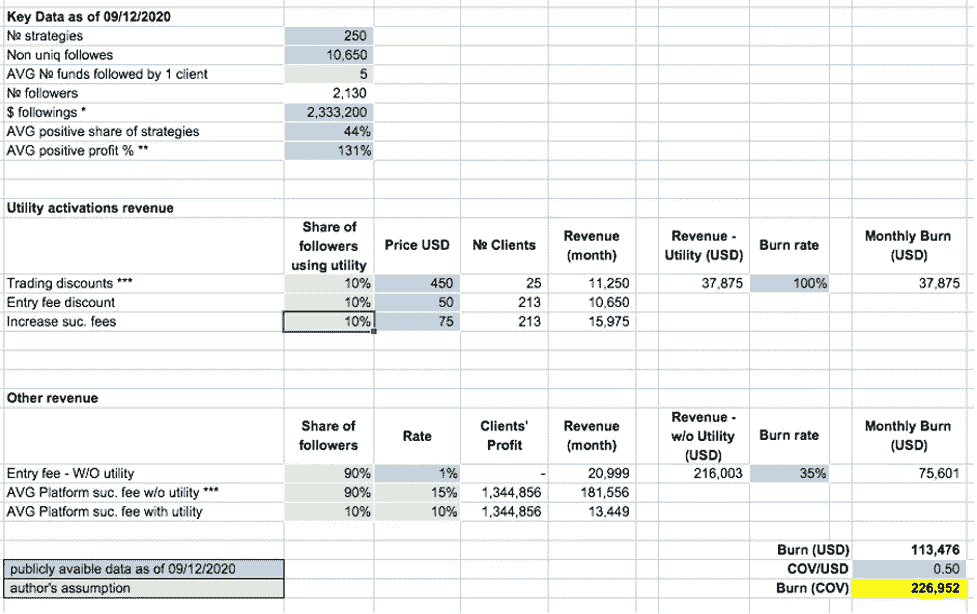 Key Data as of 09/12/2020
№ strategies 250
Non uniq followes 10,650
AVG № funds followed by 1 client 5
№ followers 2,130
$ followings * 2,333,200
AVG positive share of strategies 44%
AVG positive profit % ** 131%
Utility activations revenue
Share of followers using utility Price USD № Clients Revenue (month) Revenue - Utility (USD) Burn rate Monthly Burn (USD)
Trading discounts *** 10% 450 25 11,250 37,875 100% 37,875
Entry fee discount 10% 50 213 10,650
Increase suc. fees 10% 75 213 15,975
Other revenue
Share of followers Rate Clients' Profit Revenue (month) Revenue - w/o Utility (USD) Burn rate Monthly Burn (USD)
Entry fee - W/O utility 90% 1% - 20,999 216,003 35% 75,601
AVG Platform suc. fee w/o utility *** 90% 15% 1,344,856 181,556
AVG Platform suc. fee with utility 10% 10% 1,344,856 13,449
Burn (USD) 113,476
publicly avaible data as of 09/12/2020 COV/USD 0.50
author's assumption Burn (COV) 226,952